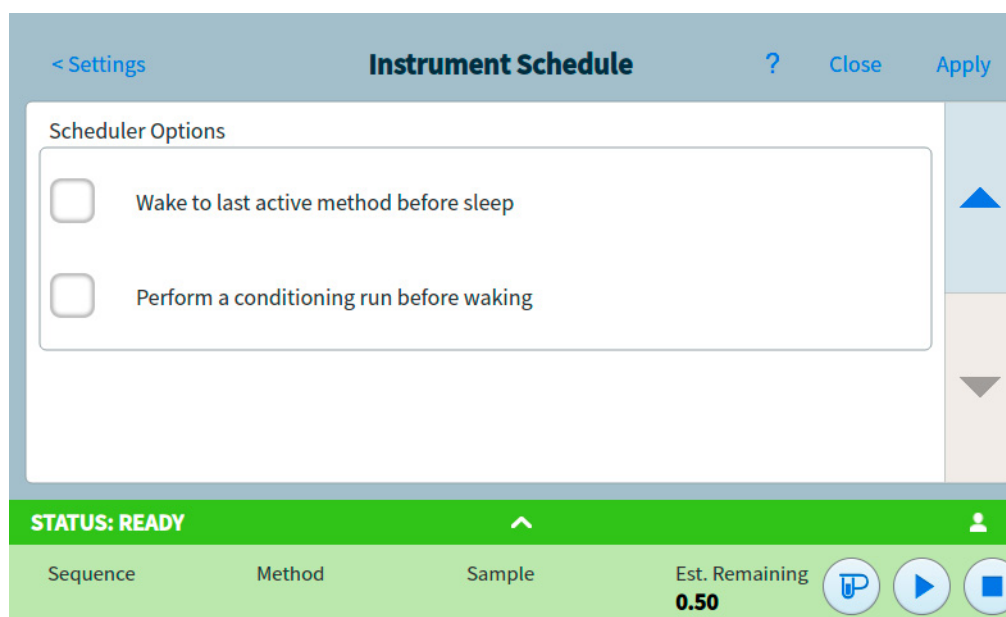 < Settings Instrument Schedule ? Close Apply
Scheduler Options
Wake to last active method before sleep
Perform a conditioning run before waking
STATUS: READY
Sequence Method Sample Est. Remaining
0.50